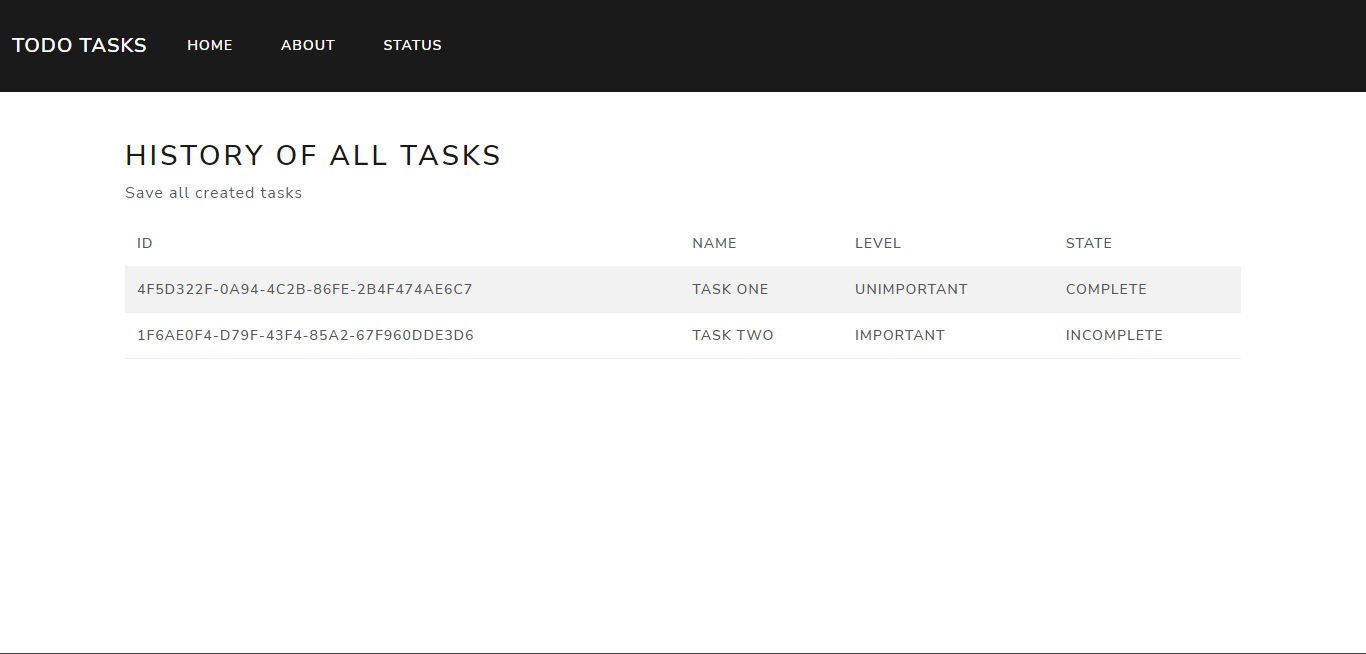 TODO TASKS HOME ABOUT STATUS
HISTORY OF ALL TASKS
Save all created tasks
ID NAME LEVEL STATE
4F5D322F-0A94-4C2B-86FE-2B4F474AE6C7 TASK ONE UNIMPORTANT COMPLETE
1F6AE0F4-D79F-43F4-85A2-67F960DDE3D6 TASK TWO IMPORTANT INCOMPLETE